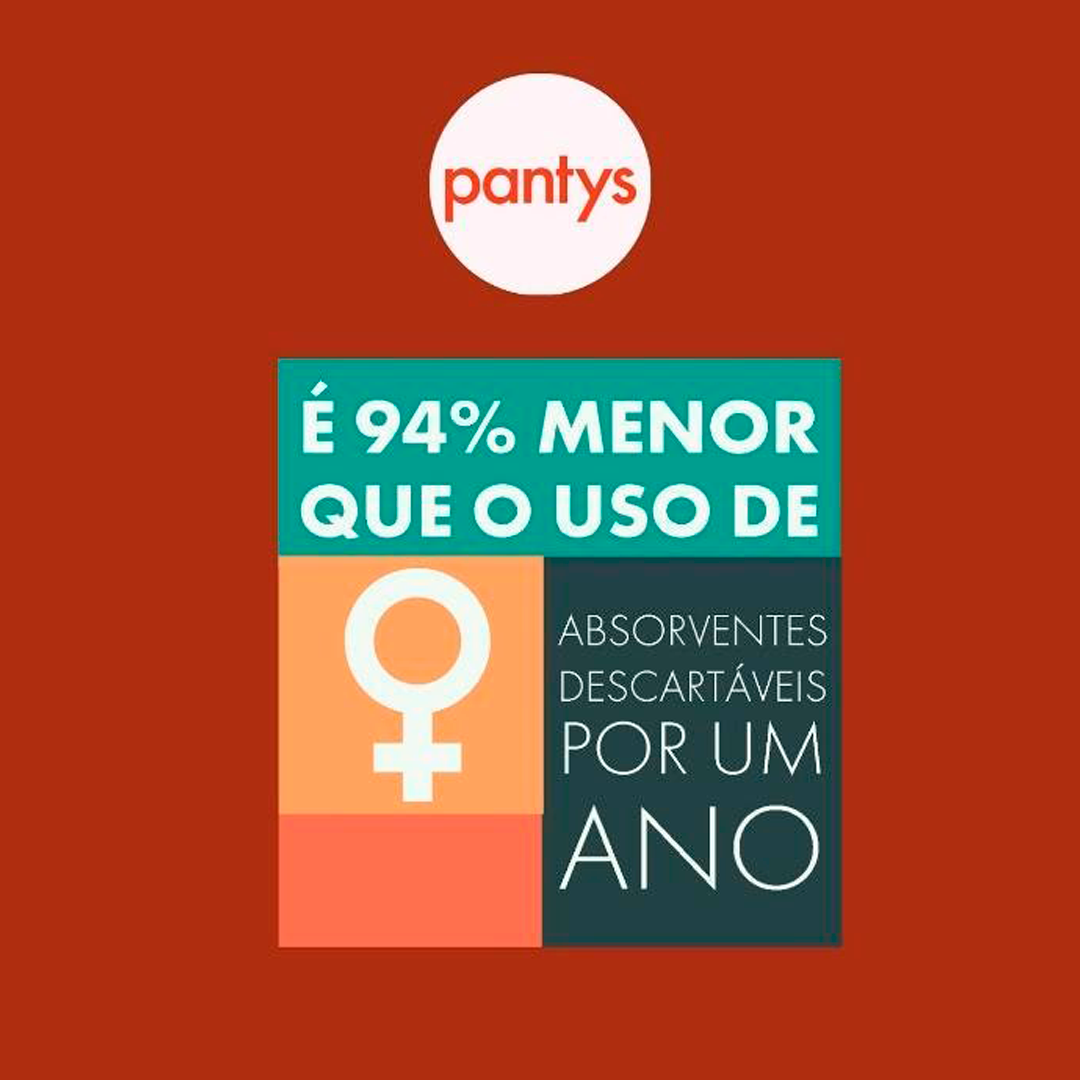 pantys
É 94% MENOR
QUE O USO DE
ABSORVENTES
DESCARTÁVEIS
POR UM
ANO